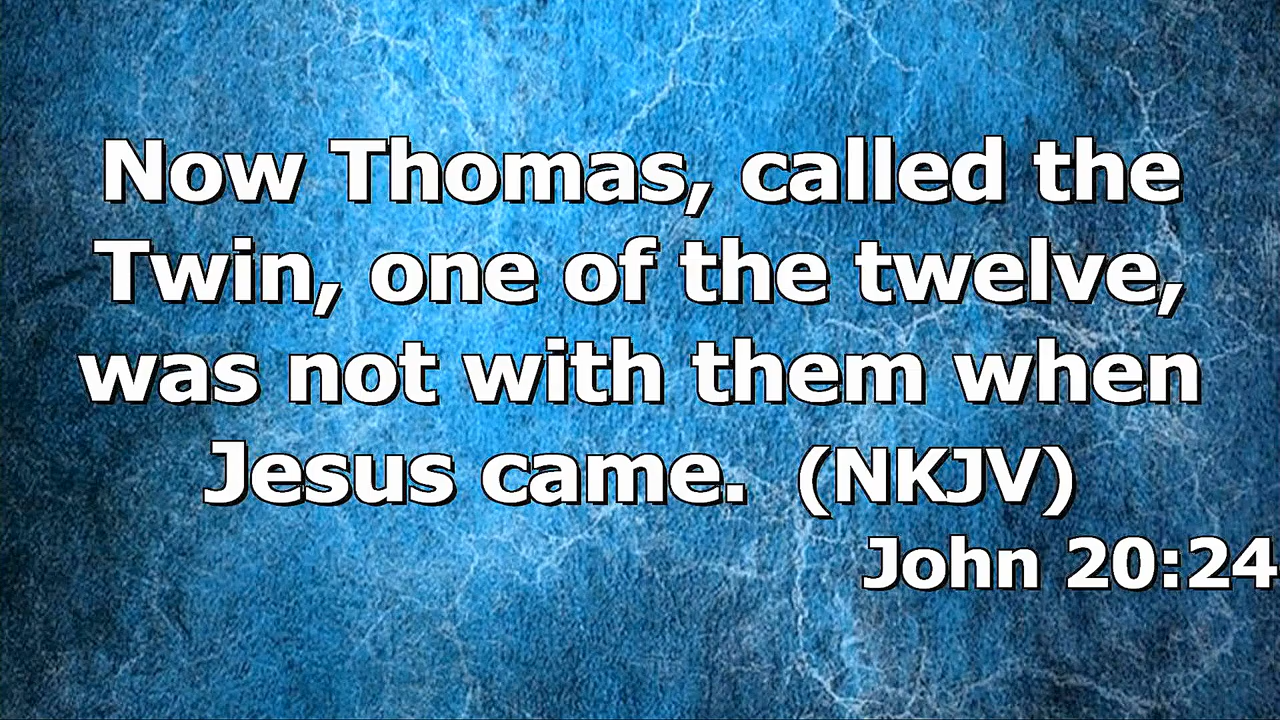 Now Thomas, called the
Twin, one of the twelve,
was not with them when
Jesus came. (NKJV)
John 20:24